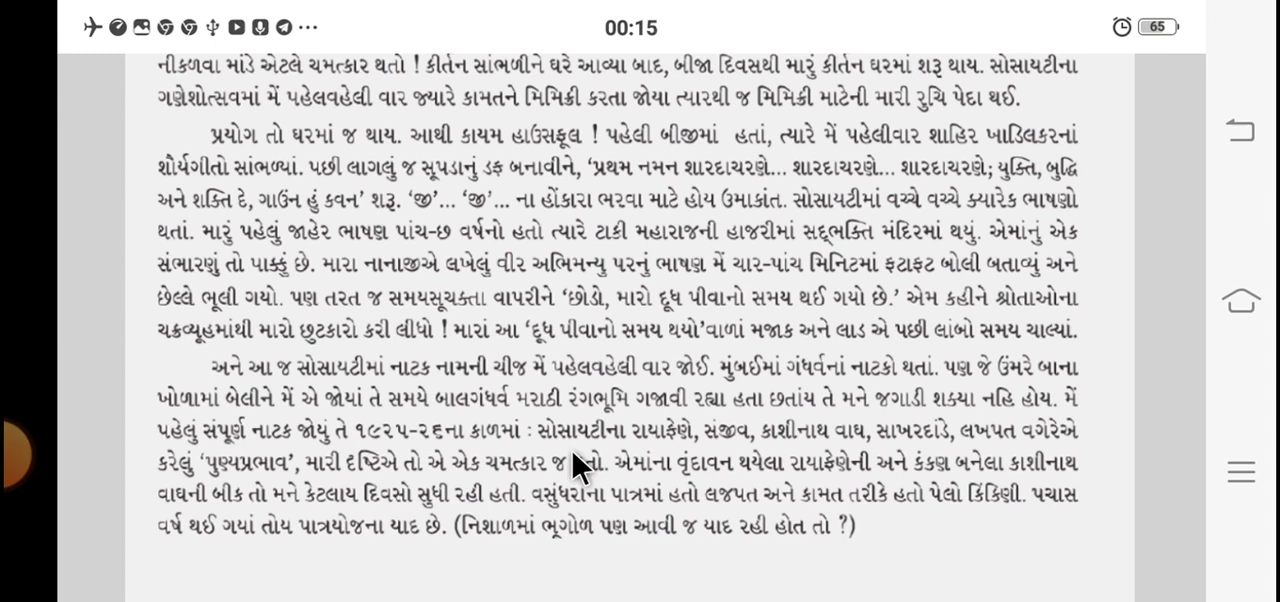 00:15
65
નીકળવા માંડે એટલે ચમત્કાર થતો ! કીર્તન સાંભળીને ઘરે આવ્યા બાદ, બીજા દિવસથી મારું કીર્તન ઘરમાં શરૂ થાય. સોસાયટીના
ગણેશોત્સવમાં મેં પહેલવહેલી વાર જ્યારે કામતને મિમિક્રી કરતા જોયા ત્યારથી જ મિમિક્રી માટેની મારી રુચિ પેદા થઈ.
પ્રયોગ તો ઘરમાં જ થાય. આથી કાયમ હાઉસફૂલ ! પહેલી બીજીમાં હતાં, ત્યારે મેં પહેલીવાર શાહિર ખાડિલકરનાં
શૌર્યગીતો સાંભળ્યાં. પછી લાગલું જ સૂપડાનું ડફ બનાવીને, ‘પ્રથમ નમન શારદાચરણે... શારદાચરણે... શારદાચરણે; યુક્તિ, બુદ્ધિ
અને શક્તિ દે, ગાઉંન હું કવન’ શરૂ. ‘જી’... ‘જી’... ના હોંકારા ભરવા માટે હોય ઉમાકાંત. સોસાયટીમાં વચ્ચે વચ્ચે ક્યારેક ભાષણો
થતાં. મારું પહેલું જાહેર ભાષણ પાંચ-છ વર્ષનો હતો ત્યારે ટાકી મહારાજની હાજરીમાં સદ્ભક્તિ મંદિરમાં થયું. એમાંનું એક
સંભારણું તો પાક્કું છે. મારા નાનાજીએ લખેલું વીર અભિમન્યુ પરનું ભાષણ મેં ચાર-પાંચ મિનિટમાં ફટાફટ બોલી બતાવ્યું અને
છેલ્લે ભૂલી ગયો. પણ તરત જ સમયસૂચક્તા વાપરીને ‘છોડો, મારો દૂધ પીવાનો સમય થઈ ગયો છે.’ એમ કહીને શ્રોતાઓના
ચક્રવ્યૂહમાંથી મારો છુટકારો કરી લીધો ! મારાં આ ‘દૂધ પીવાનો સમય થયો’વાળાં મજાક અને લાડ એ પછી લાંબો સમય ચાલ્યાં.
અને આ જ સોસાયટીમાં નાટક નામની ચીજ મેં પહેલવહેલી વાર જોઈ. મુંબઈમાં ગંધર્વનાં નાટકો થતાં. પણ જે ઉંમરે બાના
ખોળામાં બેલીને મેં એ જોયાં તે સમયે બાલગંધર્વ મરાઠી રંગભૂમિ ગજાવી રહ્યા હતા છતાંય તે મને જગાડી શક્યા નહિ હોય. મેં
પહેલું સંપૂર્ણ નાટક જોયું તે ૧૯૨૫-૨૬ના કાળમાં : સોસાયટીના રાયાફેણે, સંજીવ, કાશીનાથ વાઘ, સાખરદાંડે, લખપત વગેરેએ
કરેલું ‘પુણ્યપ્રભાવ’, મારી દૃષ્ટિએ તો એ એક ચમત્કાર જ એમાંના વૃંદાવન થયેલા રાયાફેણેની અને કંકણ બનેલા કાશીનાથ
વાઘની બીક તો મને કેટલાય દિવસો સુધી રહી હતી. વસુંધરાના પાત્રમાં હતો લજપત અને કામત તરીકે હતો પેલો કિંકિણી. પચાસ
વર્ષ થઈ ગયાં તોય પાત્રયોજના યાદ છે. (નિશાળમાં ભૂગોળ પણ આવી જ યાદ રહી હોત તો ?)